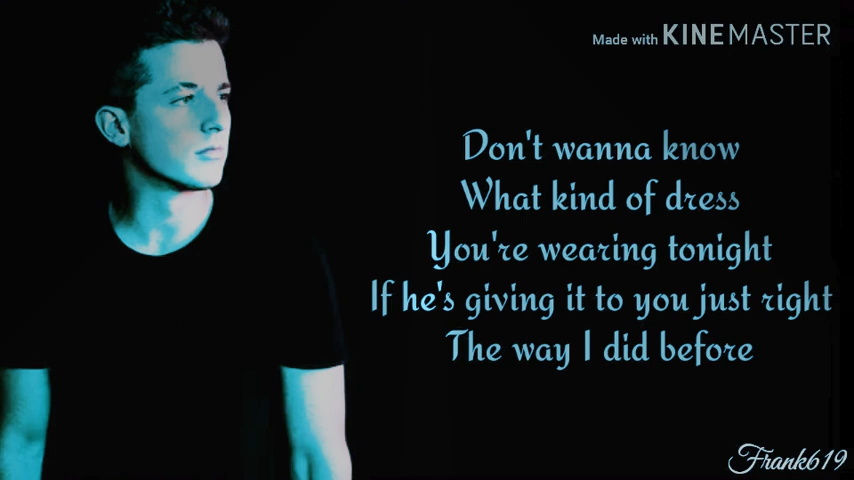 Made with KINEMASTER
Don't wanna know
What kind of dress
You're wearing tonight
If he's giving it to you just right
The way I did before
Frank619